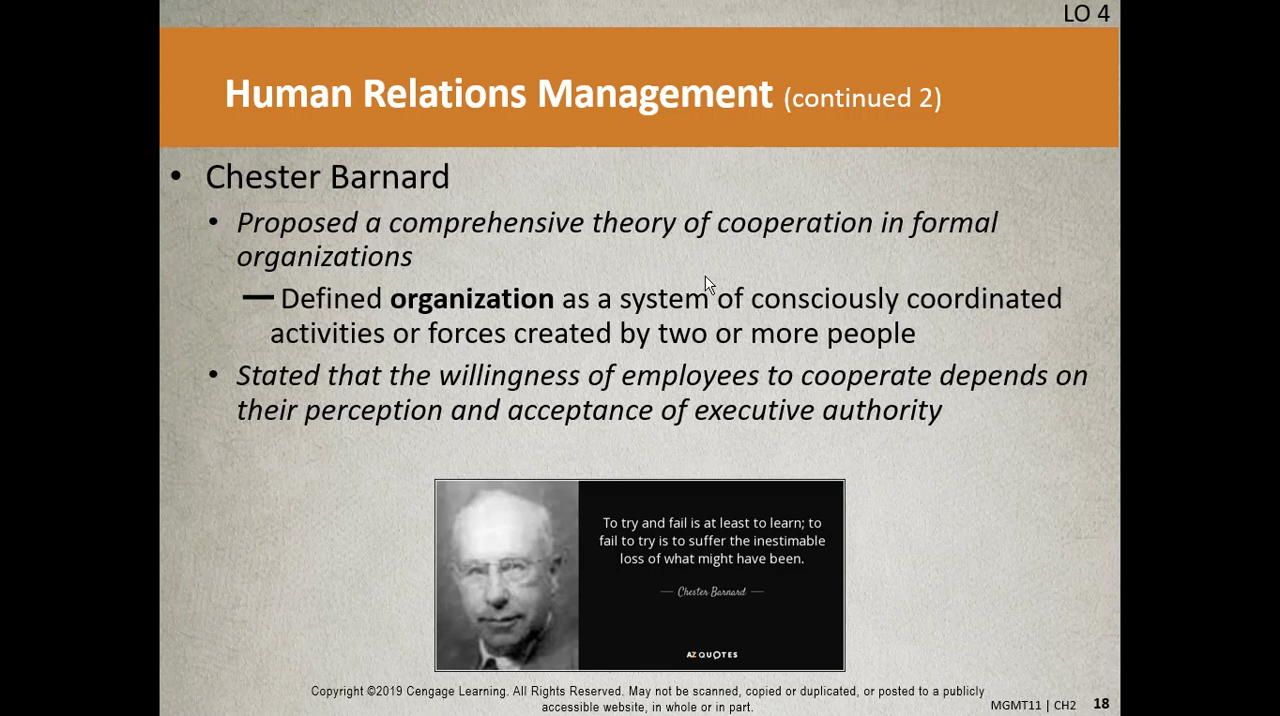 LO 4
Human Relations Management (continued 2)
• Chester Barnard
• Proposed a comprehensive theory of cooperation in formal
organizations
— Defined organization as a system of consciously coordinated
activities or forces created by two or more people
• Stated that the willingness of employees to cooperate depends on
their perception and acceptance of executive authority
To try and fail is at least to learn; to
fail to try is to suffer the inestimable
loss of what might have been.
— Chester Barnard —
AZ QUOTES
Copyright ©2019 Cengage Learning. All Rights Reserved. May not be scanned, copied or duplicated, or posted to a publicly
accessible website, in whole or in part.
MGMT11 | CH2 18